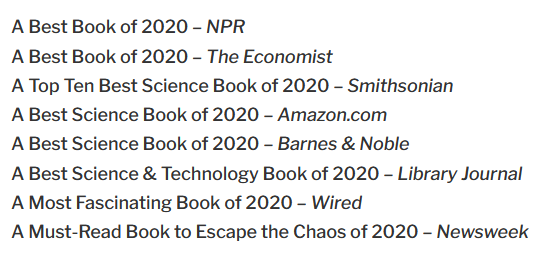 A Best Book of 2020 – NPR
A Best Book of 2020 – The Economist
A Top Ten Best Science Book of 2020 – Smithsonian
A Best Science Book of 2020 – Amazon.com
A Best Science Book of 2020 – Barnes & Noble
A Best Science & Technology Book of 2020 – Library Journal
A Most Fascinating Book of 2020 – Wired
A Must-Read Book to Escape the Chaos of 2020 – Newsweek